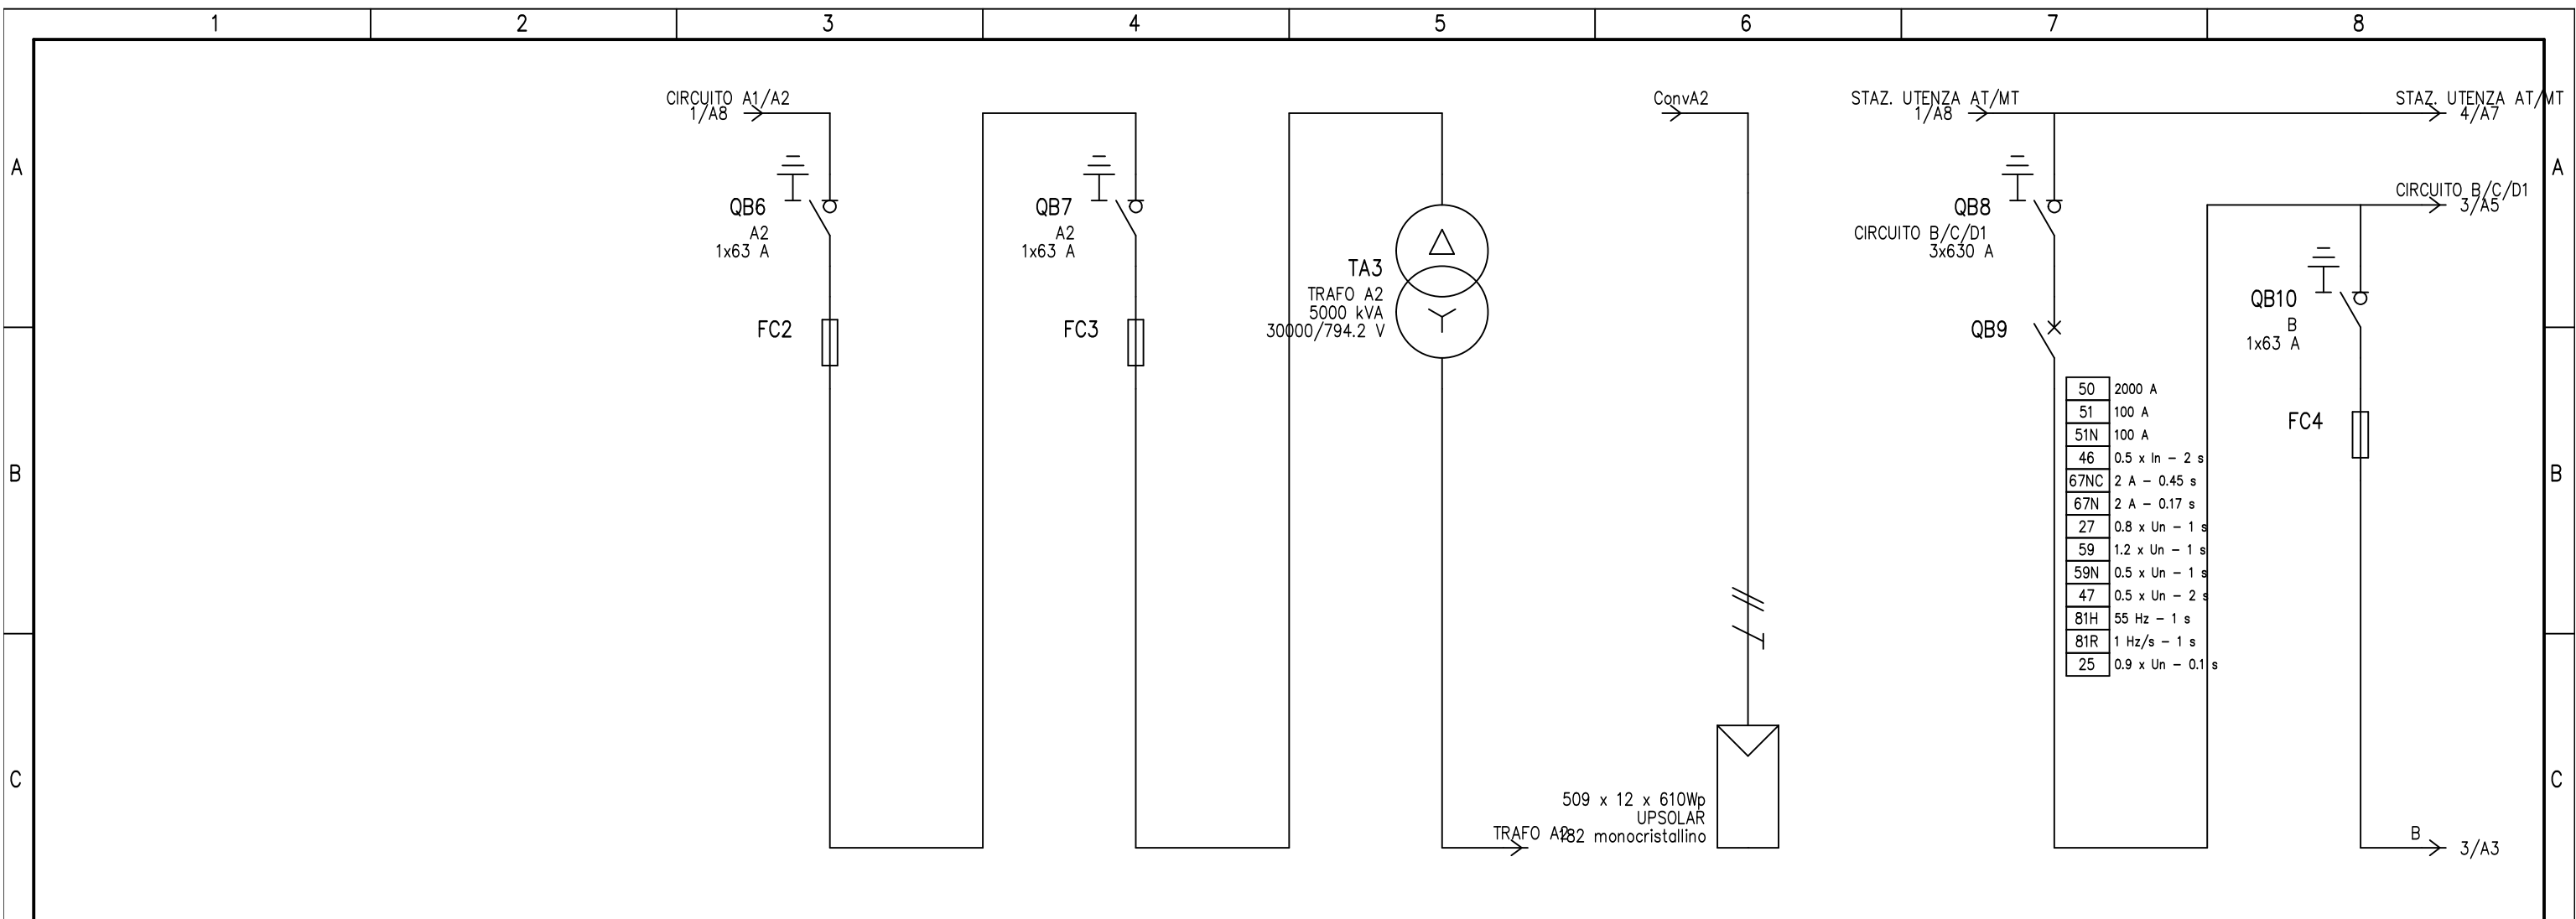 1 2 3 4 5 6 7 8
A
B
C
CIRCUITO A1/A2
1/A8
QB6
A2
1x63 A
FC2
QB7
A2
1x63 A
FC3
TA3
TRAFO A2
5000 kVA
30000/794.2 V
TRAFO A2
ConvA2
509 x 12 x 610Wp
UPSOLAR
182 monocristallino
STAZ. UTENZA AT/MT
1/A8
QB8
CIRCUITO B/C/D1
3x630 A
QB9
50 2000 A
51 100 A
51N 100 A
46 0.5 x In - 2 s
67NC 2 A - 0.45 s
67N 2 A - 0.17 s
27 0.8 x Un - 1 s
59 1.2 x Un - 1 s
59N 0.5 x Un - 1 s
47 0.5 x Un - 2 s
81H 55 Hz - 1 s
81R 1 Hz/s - 1 s
25 0.9 x Un - 0.1 s
STAZ. UTENZA AT/MT
4/A7
CIRCUITO B/C/D1
3/A5
QB10
B
1x63 A
FC4
B
3/A3
A
B
C